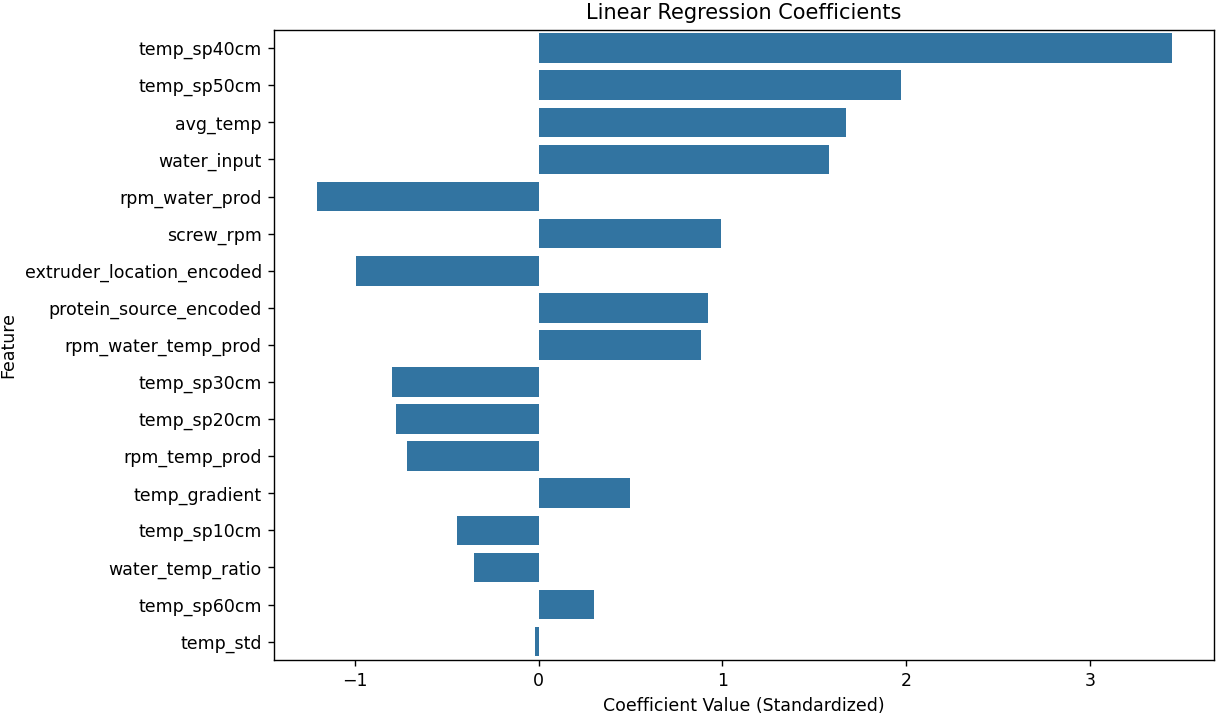 Linear Regression Coefficients
temp_sp40cm
temp_sp50cm
avg_temp
water_input
rpm_water_prod
screw_rpm
extruder_location_encoded
protein_source_encoded
rpm_water_temp_prod
temp_sp30cm
temp_sp20cm
rpm_temp_prod
temp_gradient
temp_sp10cm
water_temp_ratio
temp_sp60cm
temp_std
Feature
−1 0 1 2 3
Coefficient Value (Standardized)